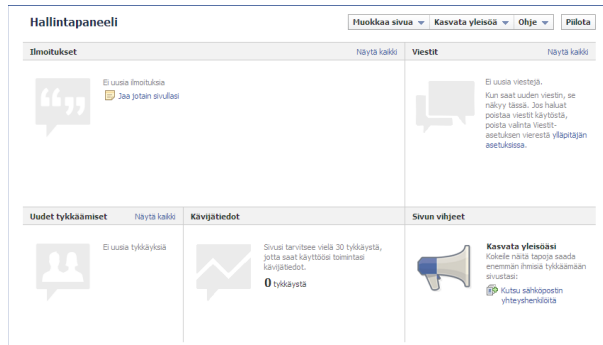 Hallintapaneeli
Muokkaa sivua Kasvata yleisöä Ohje Piilota
Ilmoitukset Näytä kaikki
Ei uusia ilmoituksia
Jaa jotain sivullasi
Viestit Näytä kaikki
Ei uusia viestejä.
Kun saat uuden viestin, se
näkyy tässä. Jos haluat
poistaa viestit käytöstä,
poista valinta Viestit-
asetuksen vierestä ylläpitäjän
asetuksissa.
Uudet tykkäämiset Näytä kaikki
Ei uusia tykkäyksiä
Kävijätiedot
Sivusi tarvitsee vielä 30 tykkäystä,
jotta saat käyttöösi toimintasi
kävijätiedot.
0 tykkäystä
Sivun vihjeet
Kasvata yleisöäsi
Kokeile näitä tapoja saada
enemmän ihmisiä tykkäämään
sivustasi:
Kutsu sähköpostin
yhteyshenkilöitä